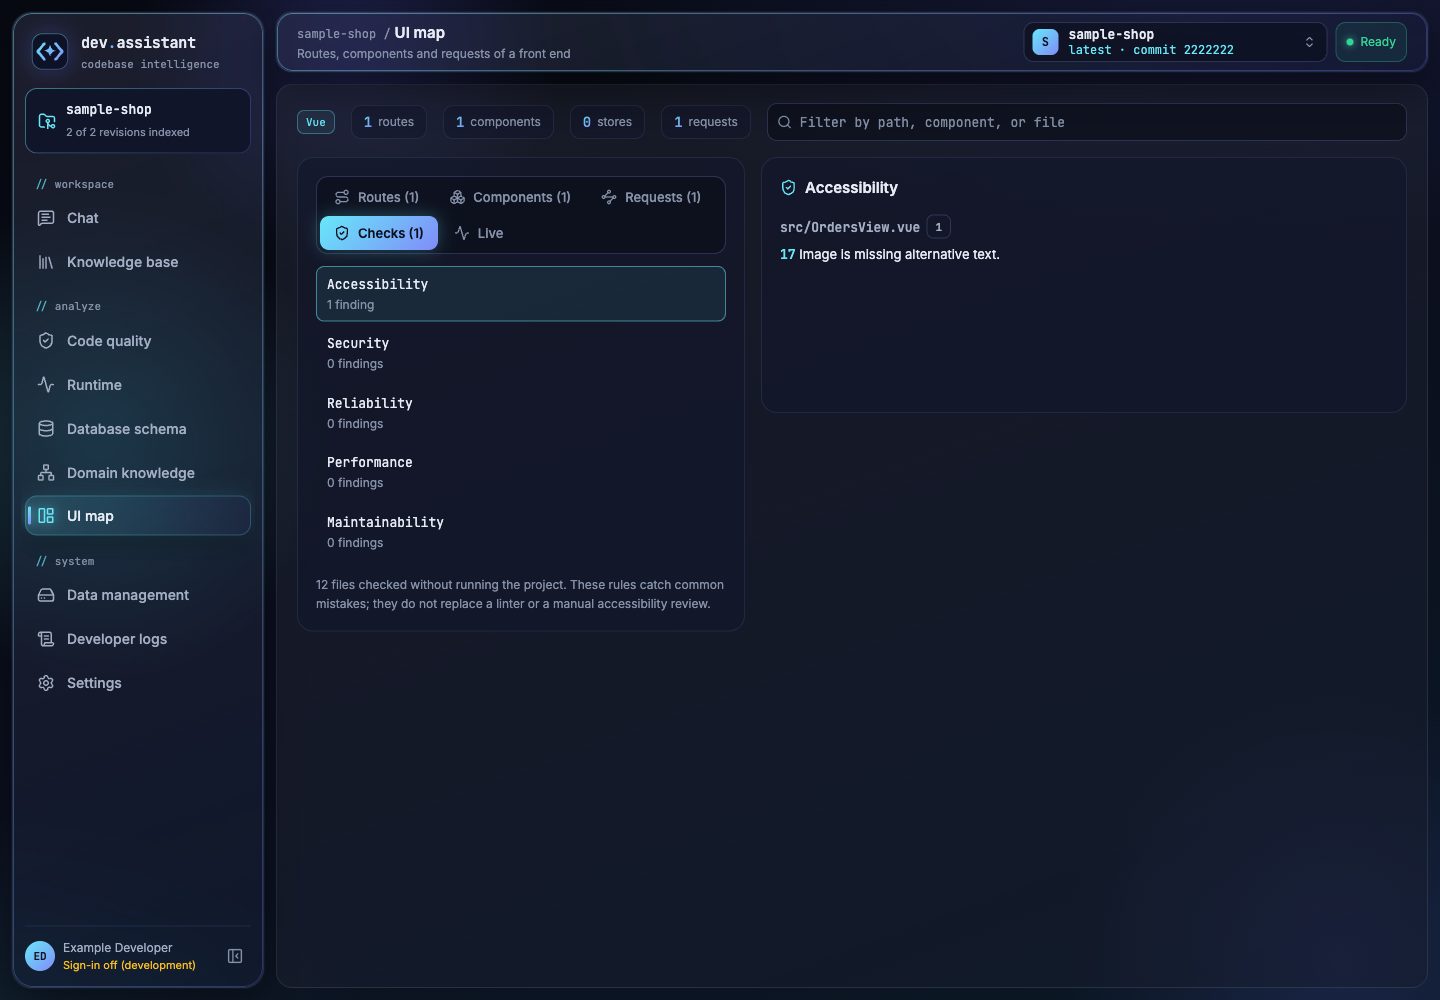 dev.assistant
codebase intelligence
sample-shop
2 of 2 revisions indexed
// workspace
Chat
Knowledge base
// analyze
Code quality
Runtime
Database schema
Domain knowledge
UI map
// system
Data management
Developer logs
Settings
ED
Example Developer
Sign-in off (development)
sample-shop / UI map
Routes, components and requests of a front end
S
sample-shop
latest · commit 2222222
Ready
Vue
1 routes
1 components
0 stores
1 requests
Filter by path, component, or file
Routes (1)
Components (1)
Requests (1)
Checks (1)
Live
Accessibility
1 finding
Security
0 findings
Reliability
0 findings
Performance
0 findings
Maintainability
0 findings
12 files checked without running the project. These rules catch common
mistakes; they do not replace a linter or a manual accessibility review.
Accessibility
src/OrdersView.vue 1
17 Image is missing alternative text.